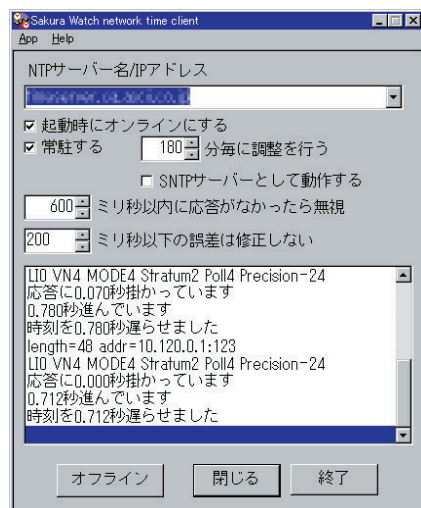 Sakura Watch network time client
App Help
NTPサーバー名/IPアドレス
起動時にオンラインにする
常駐する 180 分毎に調整を行う
SNTPサーバーとして動作する
600 ミリ秒以内に応答がなかったら無視
200 ミリ秒以下の誤差は修正しない
LI0 VN4 MODE4 Stratum2 Poll4 Precision-24
応答に0.070秒掛かっています
0.780秒進んでいます
時刻を0.780秒遅らせました
length=48 addr=10.120.0.1:123
LI0 VN4 MODE4 Stratum2 Poll4 Precision-24
応答に0.000秒掛かっています
0.712秒進んでいます
時刻を0.712秒遅らせました
オフライン 閉じる 終了